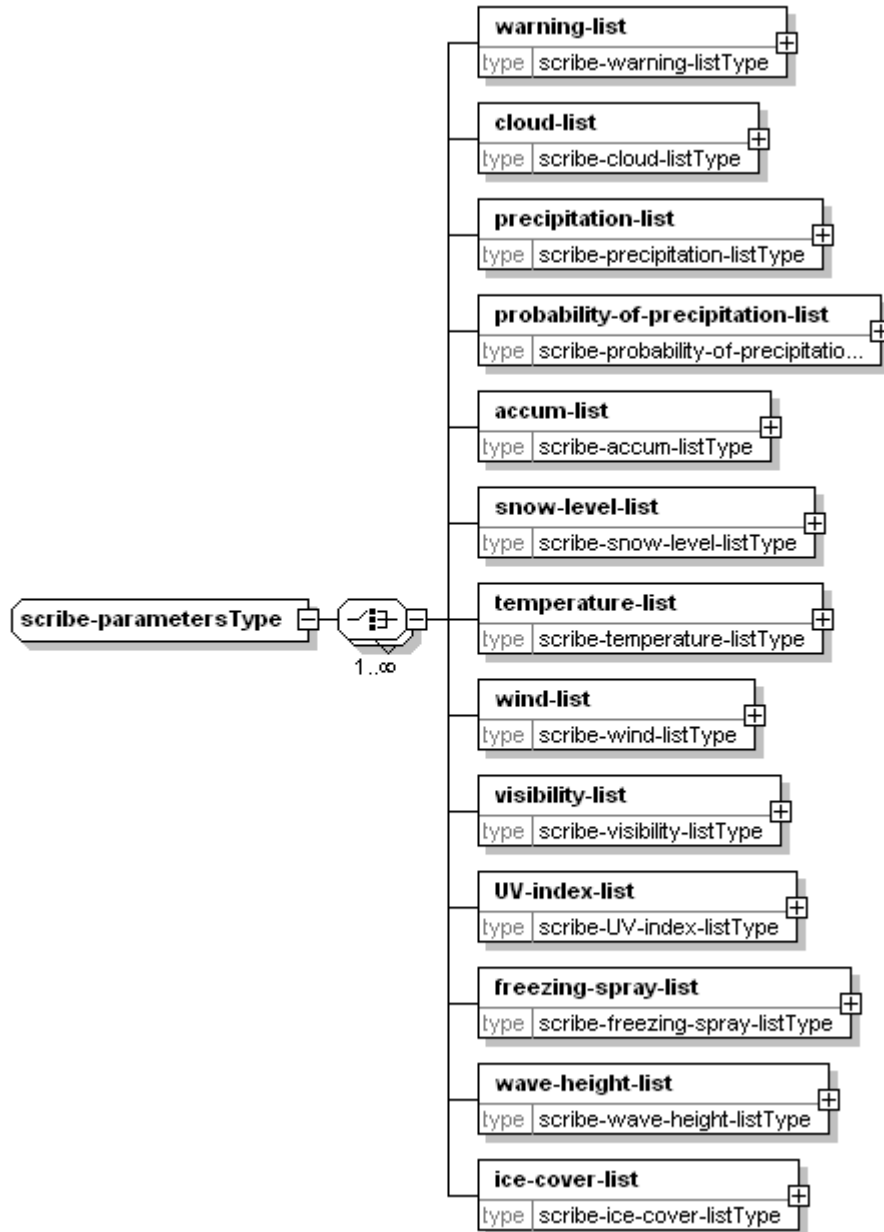 warning-list
type scribe-warning-listType
cloud-list
type scribe-cloud-listType
precipitation-list
type scribe-precipitation-listType
probability-of-precipitation-list
type scribe-probability-of-precipitatio...
accum-list
type scribe-accum-listType
snow-level-list
type scribe-snow-level-listType
scribe-parametersType
1..∞
temperature-list
type scribe-temperature-listType
wind-list
type scribe-wind-listType
visibility-list
type scribe-visibility-listType
UV-index-list
type scribe-UV-index-listType
freezing-spray-list
type scribe-freezing-spray-listType
wave-height-list
type scribe-wave-height-listType
ice-cover-list
type scribe-ice-cover-listType